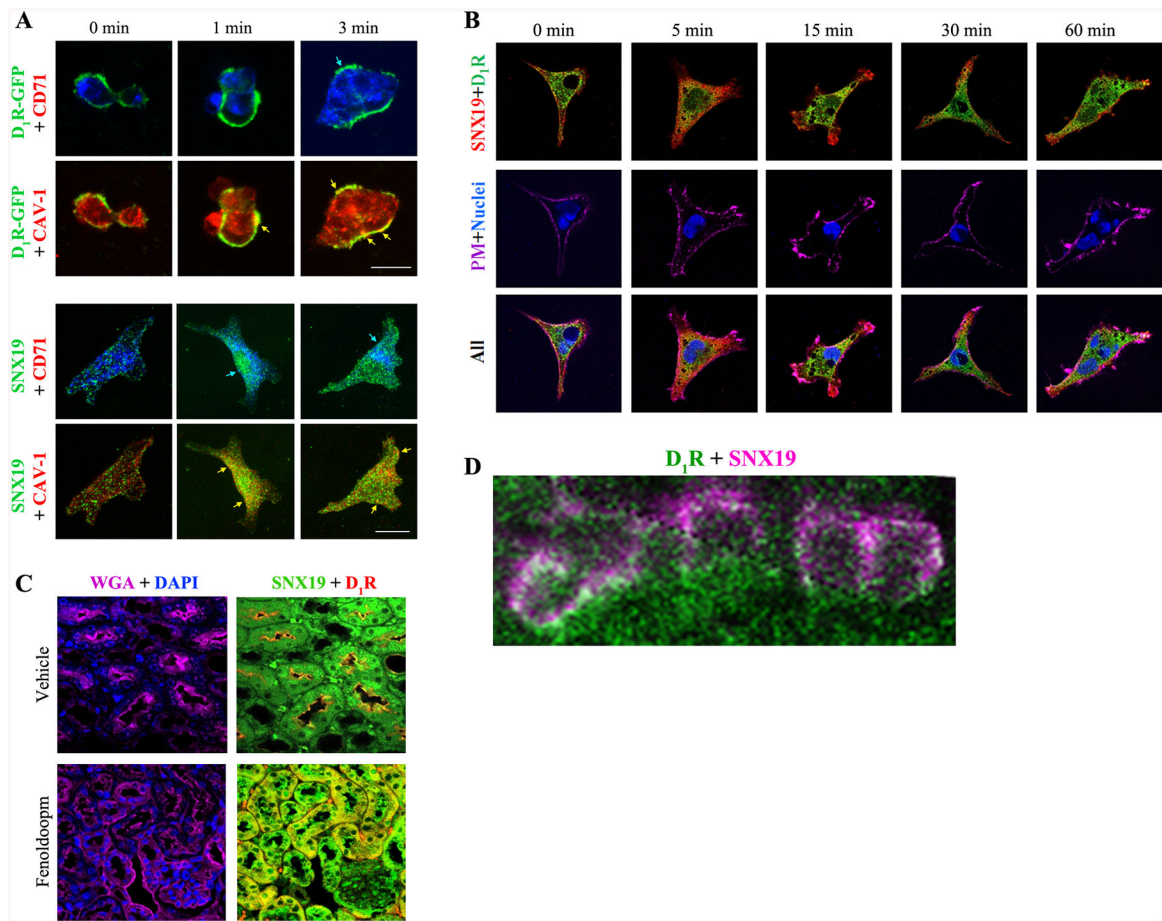 A
0 min
1 min
3 min
D₁R-GFP
+ CD71
D₁R-GFP
+ CAV-1
SNX19
+ CD71
SNX19
+ CAV-1
B
0 min
5 min
15 min
30 min
60 min
SNX19+D₁R
PM+Nuclei
All
C
WGA + DAPI
SNX19 + D₁R
Vehicle
Fenoldoopm
D
D₁R + SNX19